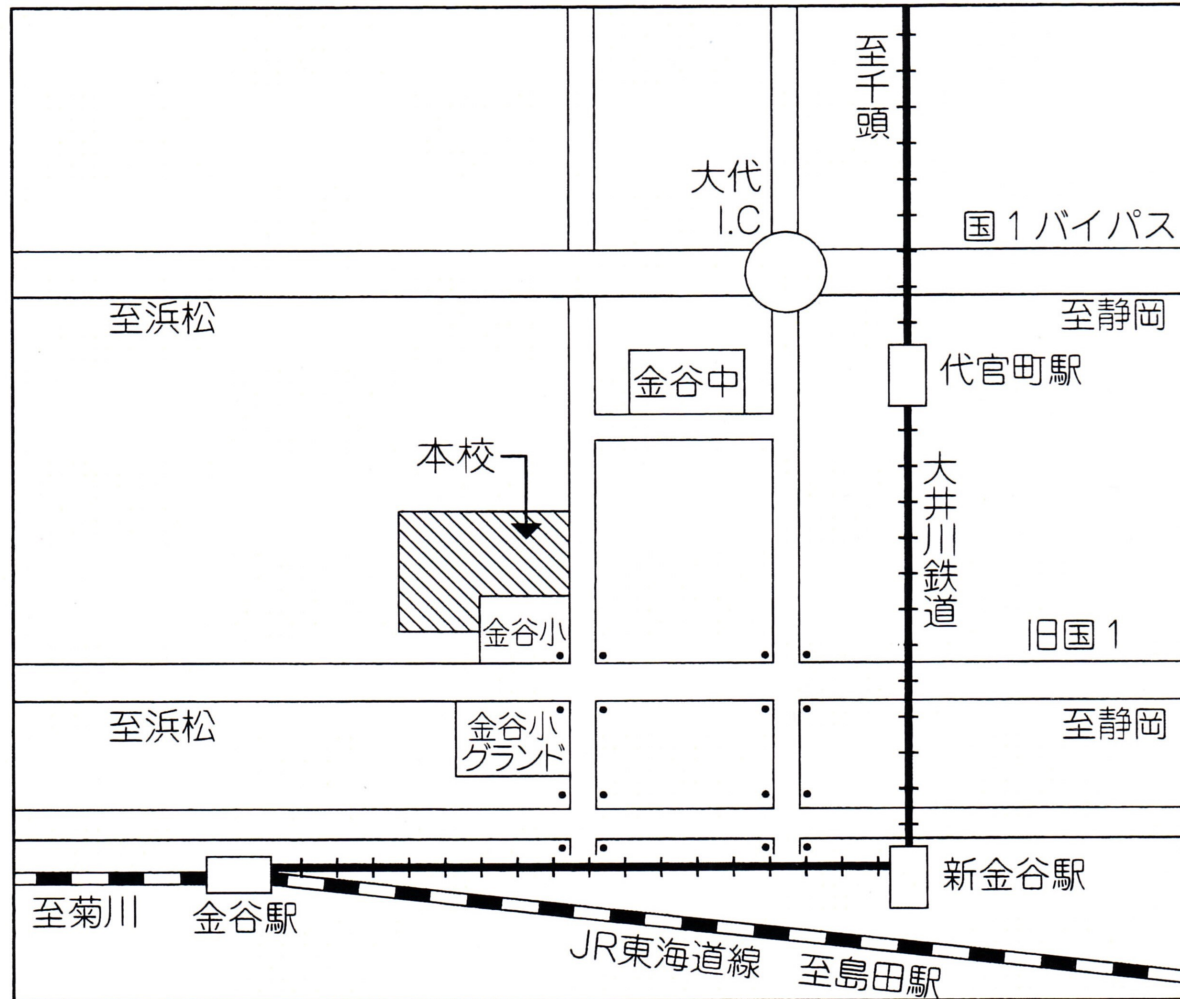 至千頭
大代
I.C
国1バイパス
至浜松
至静岡
金谷中
代官町駅
本校
大井川鉄道
金谷小
旧国1
至浜松
金谷小
グランド
至静岡
新金谷駅
至菊川
金谷駅
JR東海道線 至島田駅